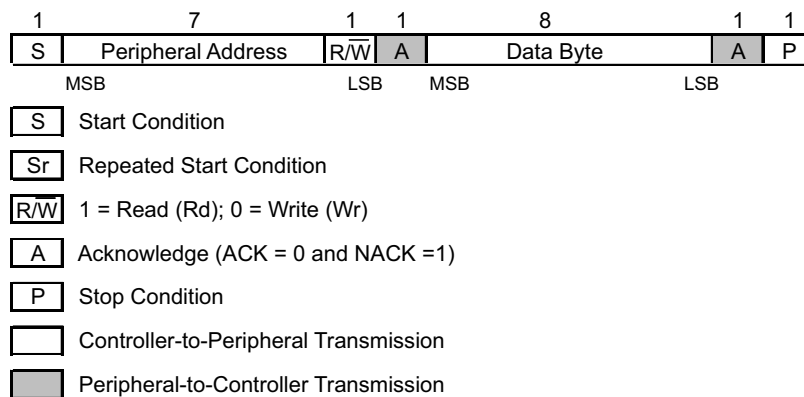 1 7 1 1 8 1 1
S Peripheral Address R/W̅ A Data Byte A P
MSB LSB MSB LSB
S Start Condition
Sr Repeated Start Condition
R/W̅ 1 = Read (Rd); 0 = Write (Wr)
A Acknowledge (ACK = 0 and NACK =1)
P Stop Condition
Controller-to-Peripheral Transmission
Peripheral-to-Controller Transmission